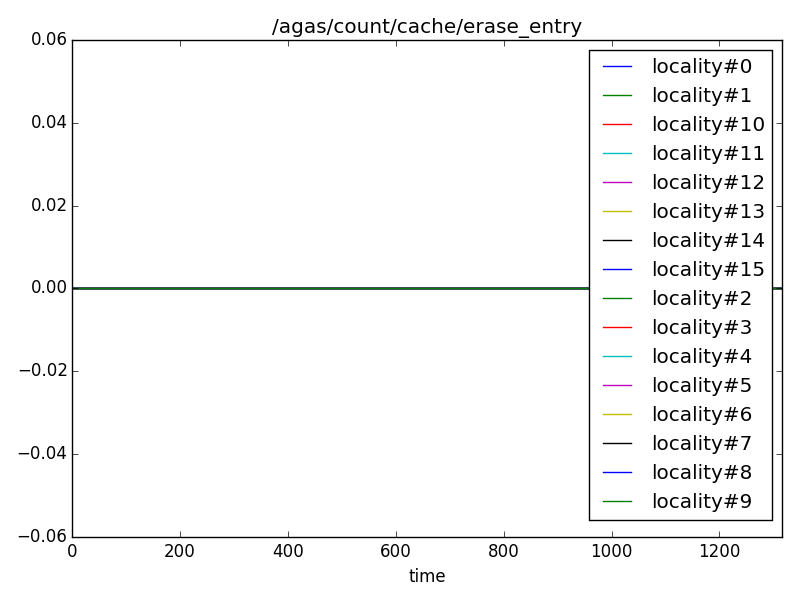 /agas/count/cache/erase_entry
0.06
0.04
0.02
0.00
−0.02
−0.04
−0.06
locality#0
locality#1
locality#10
locality#11
locality#12
locality#13
locality#14
locality#15
locality#2
locality#3
locality#4
locality#5
locality#6
locality#7
locality#8
locality#9
0 200 400 600 800 1000 1200
time